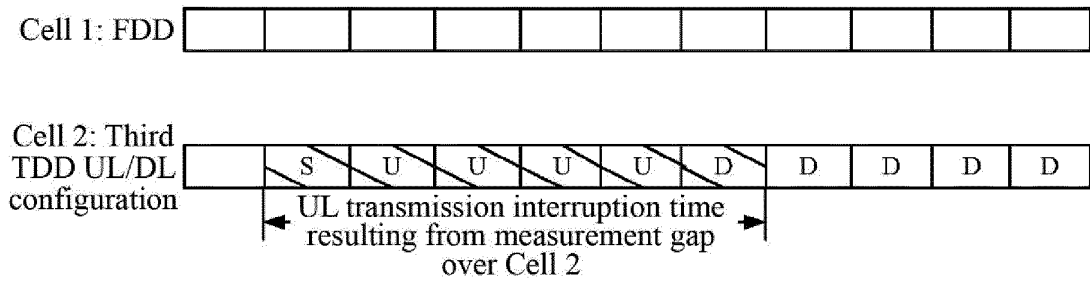 Cell 1: FDD
Cell 2: Third
TDD UL/DL
configuration
S U U U U D D D D D
UL transmission interruption time
resulting from measurement gap
over Cell 2